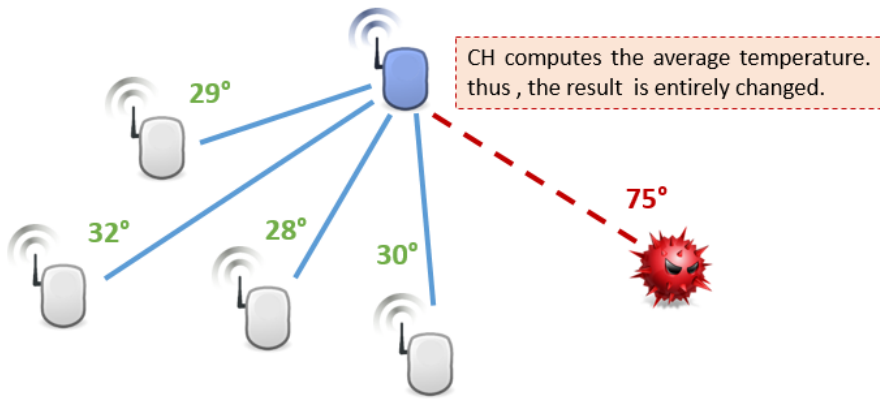 CH computes the average temperature.
thus , the result is entirely changed.
29°
75°
32°
28°
30°